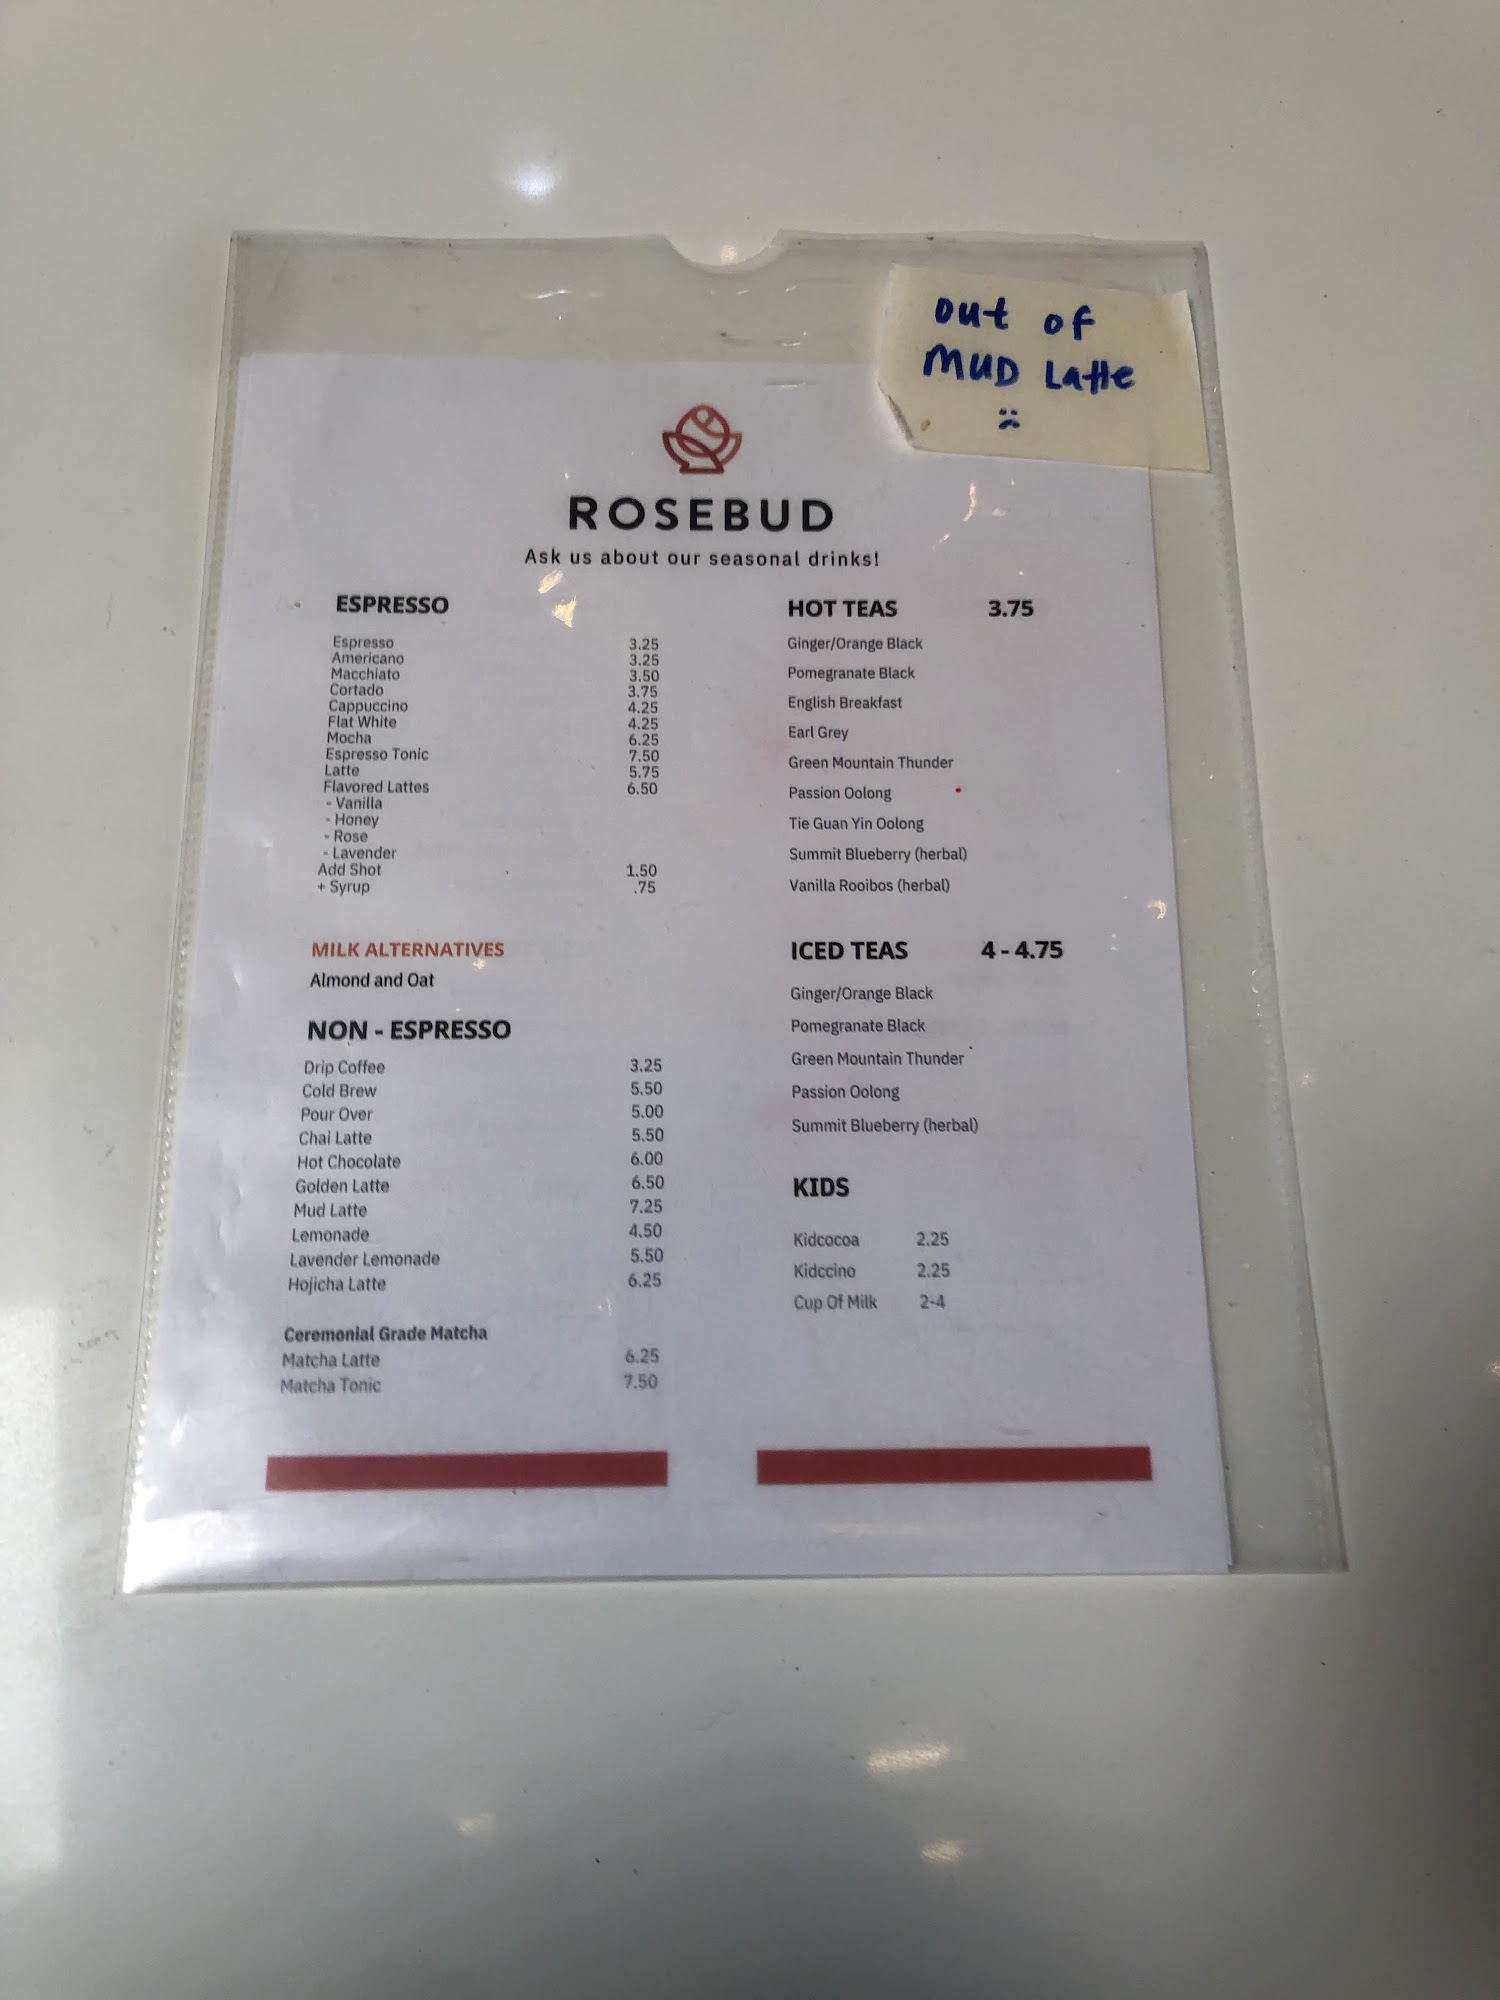 out of
MUD Latte
ROSEBUD
Ask us about our seasonal drinks!
ESPRESSO
Espresso 3.25
Americano 3.25
Macchiato 3.50
Cortado 3.75
Cappuccino 4.25
Flat White 4.25
Mocha 6.25
Espresso Tonic 7.50
Latte 5.75
Flavored Lattes 6.50
- Vanilla
- Honey
- Rose
- Lavender
Add Shot 1.50
+ Syrup .75
MILK ALTERNATIVES
Almond and Oat
NON - ESPRESSO
Drip Coffee 3.25
Cold Brew 5.50
Pour Over 5.00
Chai Latte 5.50
Hot Chocolate 6.00
Golden Latte 6.50
Mud Latte 7.25
Lemonade 4.50
Lavender Lemonade 5.50
Hojicha Latte 6.25
Ceremonial Grade Matcha
Matcha Latte 6.25
Matcha Tonic 7.50
HOT TEAS 3.75
Ginger/Orange Black
Pomegranate Black
English Breakfast
Earl Grey
Green Mountain Thunder
Passion Oolong
Tie Guan Yin Oolong
Summit Blueberry (herbal)
Vanilla Rooibos (herbal)
ICED TEAS 4 - 4.75
Ginger/Orange Black
Pomegranate Black
Green Mountain Thunder
Passion Oolong
Summit Blueberry (herbal)
KIDS
Kidcocoa 2.25
Kidccino 2.25
Cup Of Milk 2-4